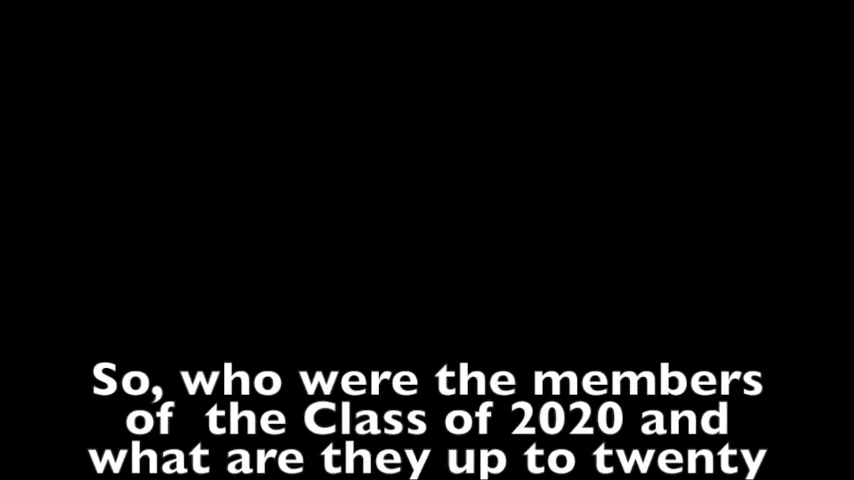 So, who were the members
of  the Class of 2020 and
what are they up to twenty